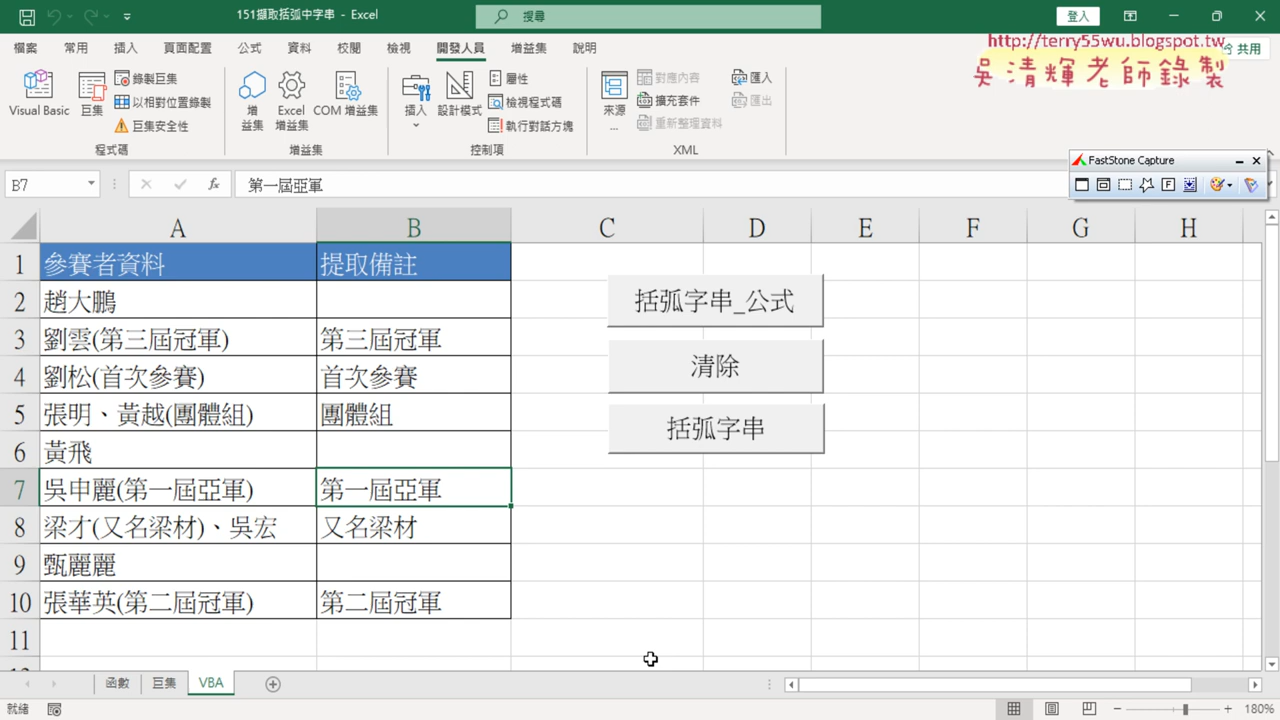 151擷取括弧中字串 - Excel
搜尋
登入
檔案 常用 插入 頁面配置 公式 資料 校閱 檢視 開發人員 增益集 說明
共用
http://terry55wu.blogspot.tw
吳清輝老師錄製
Visual Basic
巨集
錄製巨集
以相對位置錄製
巨集安全性
程式碼
增益集
Excel 增益集
COM 增益集
增益集
插入
設計模式
屬性
檢視程式碼
執行對話方塊
控制項
來源...
對應內容
擴充套件
重新整理資料
匯入
匯出
XML
FastStone Capture
B7
fx
第一屆亞軍
A B C D E F G H
1 參賽者資料 提取備註
2 趙大鵬
3 劉雲(第三屆冠軍) 第三屆冠軍
4 劉松(首次參賽) 首次參賽
5 張明、黃越(團體組) 團體組
6 黃飛
7 吳申麗(第一屆亞軍) 第一屆亞軍
8 梁才(又名梁材)、吳宏 又名梁材
9 甄麗麗
10 張華英(第二屆冠軍) 第二屆冠軍
11
括弧字串_公式
清除
括弧字串
函數 巨集 VBA
就緒
180%